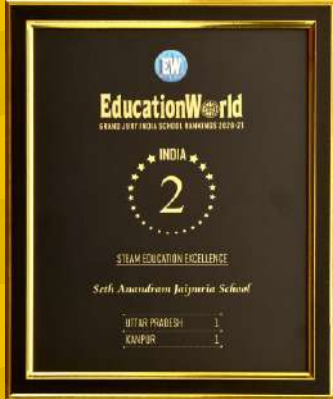 EW
EducationWorld
GRAND JURY INDIA SCHOOL RANKINGS 2020-21
INDIA
2
STEAM EDUCATION EXCELLENCE
Seth Anandram Jaipuria School
UTTAR PRADESH 1
KANPUR 1